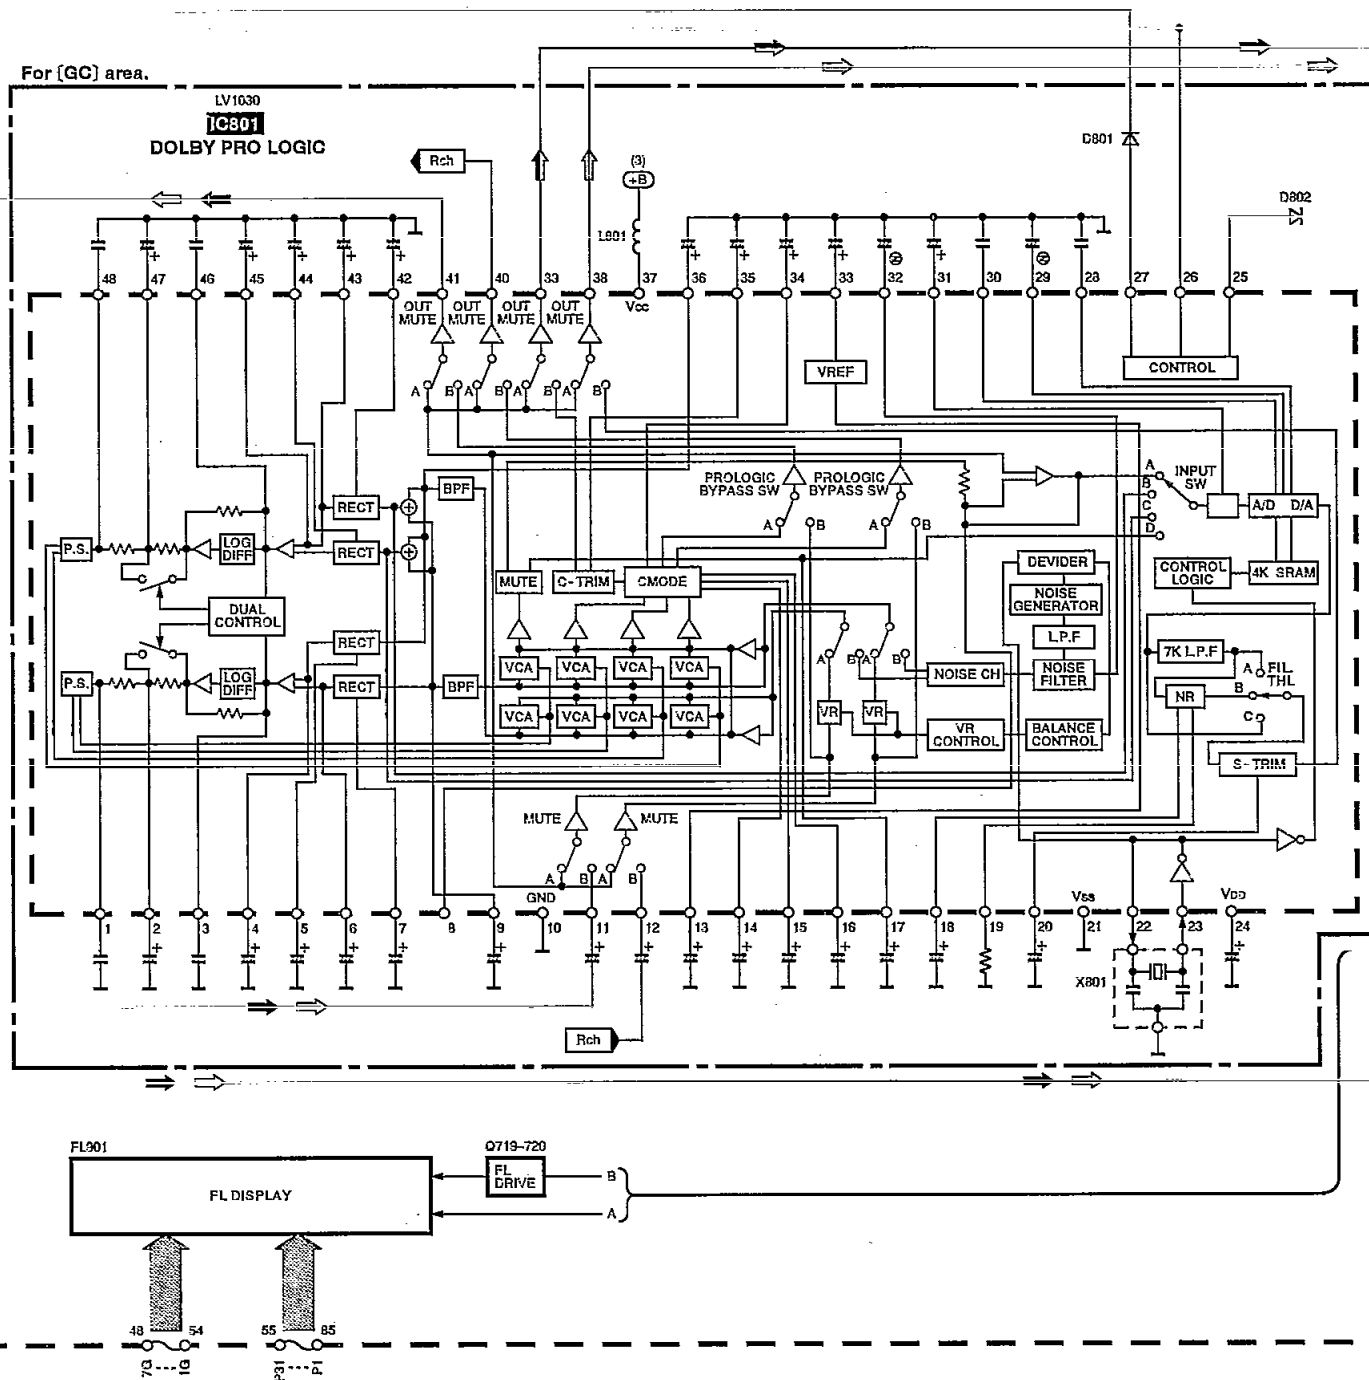 For [GC] area.
LV1030
IC801
DOLBY PRO LOGIC
Rch
(3)
+B
L801
D801
D802
48 47 46 45 44 43 42 41 40 33 38 37 36 35 34 33 32 31 30 29 28 27 26 25
Vcc
OUT MUTE
OUT MUTE
OUT MUTE
OUT MUTE
A B A B A B A B
VREF
CONTROL
PROLOGIC BYPASS SW
PROLOGIC BYPASS SW
A B A B
INPUT SW
A
B
C
D
A/D D/A
BPF
RECT
RECT
P.S.
LOG DIFF
DUAL CONTROL
MUTE
C-TRIM
CMODE
DEVIDER
NOISE GENERATOR
L.P.F
NOISE FILTER
CONTROL LOGIC
4K SRAM
RECT
RECT
P.S.
LOG DIFF
BPF
VCA VCA VCA VCA
VCA VCA VCA VCA
A B A B
NOISE CH
VR VR
VR CONTROL
BALANCE CONTROL
7K L.P.F
NR
A
B
C
FIL THL
S-TRIM
MUTE MUTE
A B A B
GND
Vss
VDD
1 2 3 4 5 6 7 8 9 10 11 12 13 14 15 16 17 18 19 20 21 22 23 24
X801
Rch
FL901
FL DISPLAY
Q719-720
FL DRIVE
B
A
48 54 55 85
7G ---- 1G
P31 ---- P1